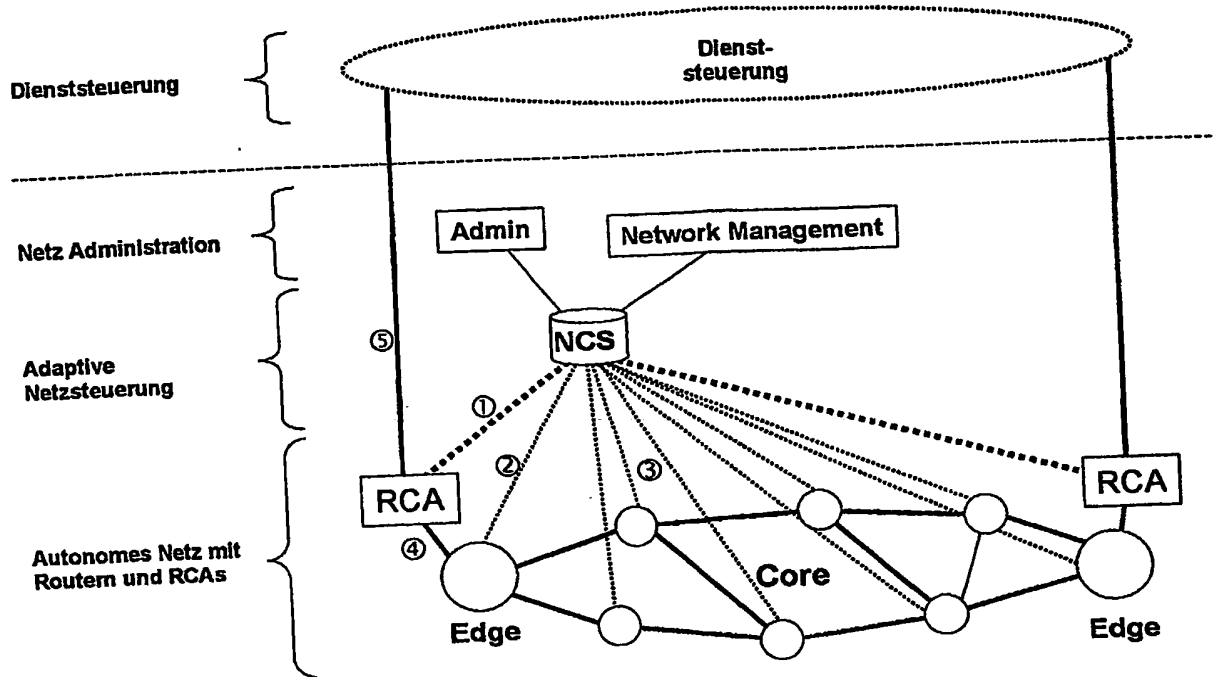 Dienst-
steuerung
Dienststeuerung
Netz Administration
Admin
Network Management
NCS
Adaptive
Netzsteuerung
⑤
①
②
③
RCA
RCA
④
Autonomes Netz mit
Routern und RCAs
Core
Edge
Edge